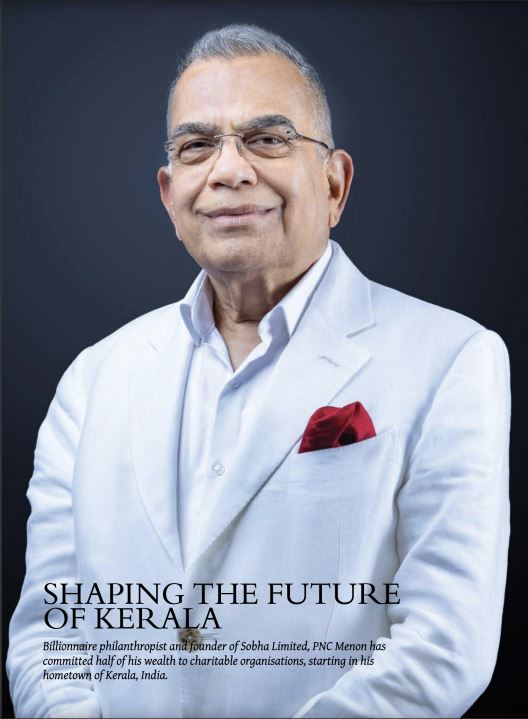 SHAPING THE FUTURE
OF KERALA
Billionnaire philanthropist and founder of Sobha Limited, PNC Menon has
committed half of his wealth to charitable organisations, starting in his
hometown of Kerala, India.